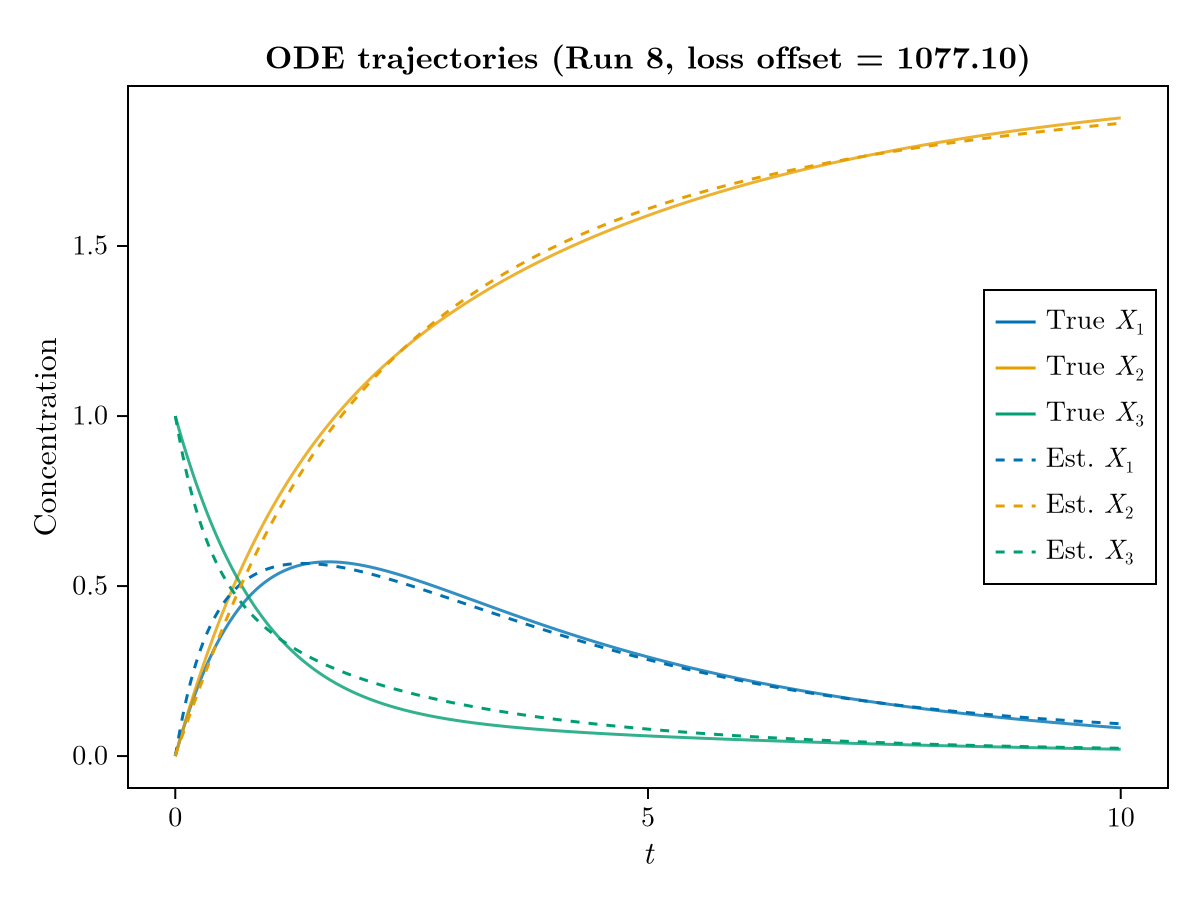 ODE trajectories (Run 8, loss offset = 1077.10)
Concentration
1.5
1.0
0.5
0.0
0 5 10
t
True X₁
True X₂
True X₃
Est. X₁
Est. X₂
Est. X₃